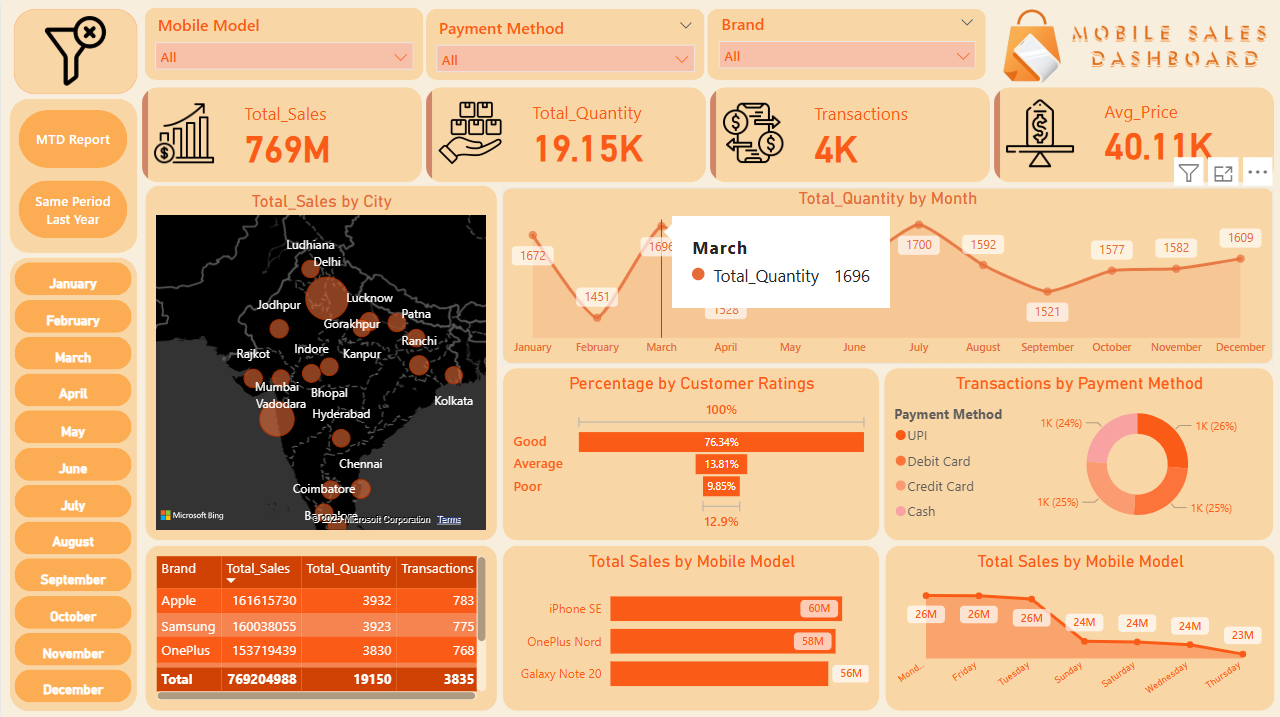 Mobile Model
All
Payment Method
All
Brand
All
MOBILE SALES
DASHBOARD
MTD Report
Same Period
Last Year
January
February
March
April
May
June
July
August
September
October
November
December
Total_Sales
769M
Total_Quantity
19.15K
Transactions
4K
Avg_Price
40.11K
Total_Sales by City
Ludhiana
Delhi
Jodhpur
Lucknow
Gorakhpur
Patna
Ranchi
Rajkot
Indore
Kanpur
Mumbai
Bhopal
Vadodara
Kolkata
Hyderabad
Chennai
Coimbatore
Bangalore
Microsoft Bing
© 2025 Microsoft Corporation Terms
Total_Quantity by Month
March
Total_Quantity 1696
1672
1451
1696
1528
1700
1592
1521
1577
1582
1609
January February March April May June July August September October November December
Percentage by Customer Ratings
100%
Good 76.34%
Average 13.81%
Poor 9.85%
12.9%
Transactions by Payment Method
Payment Method
UPI
Debit Card
Credit Card
Cash
1K (24%)
1K (26%)
1K (25%)
1K (25%)
Brand Total_Sales Total_Quantity Transactions
Apple 161615730 3932 783
Samsung 160038055 3923 775
OnePlus 153719439 3830 768
Total 769204988 19150 3835
Total Sales by Mobile Model
iPhone SE 60M
OnePlus Nord 58M
Galaxy Note 20 56M
Total Sales by Mobile Model
26M
26M
26M
24M
24M
24M
23M
Mond... Friday Tuesday Sunday Saturday Wednesday Thursday